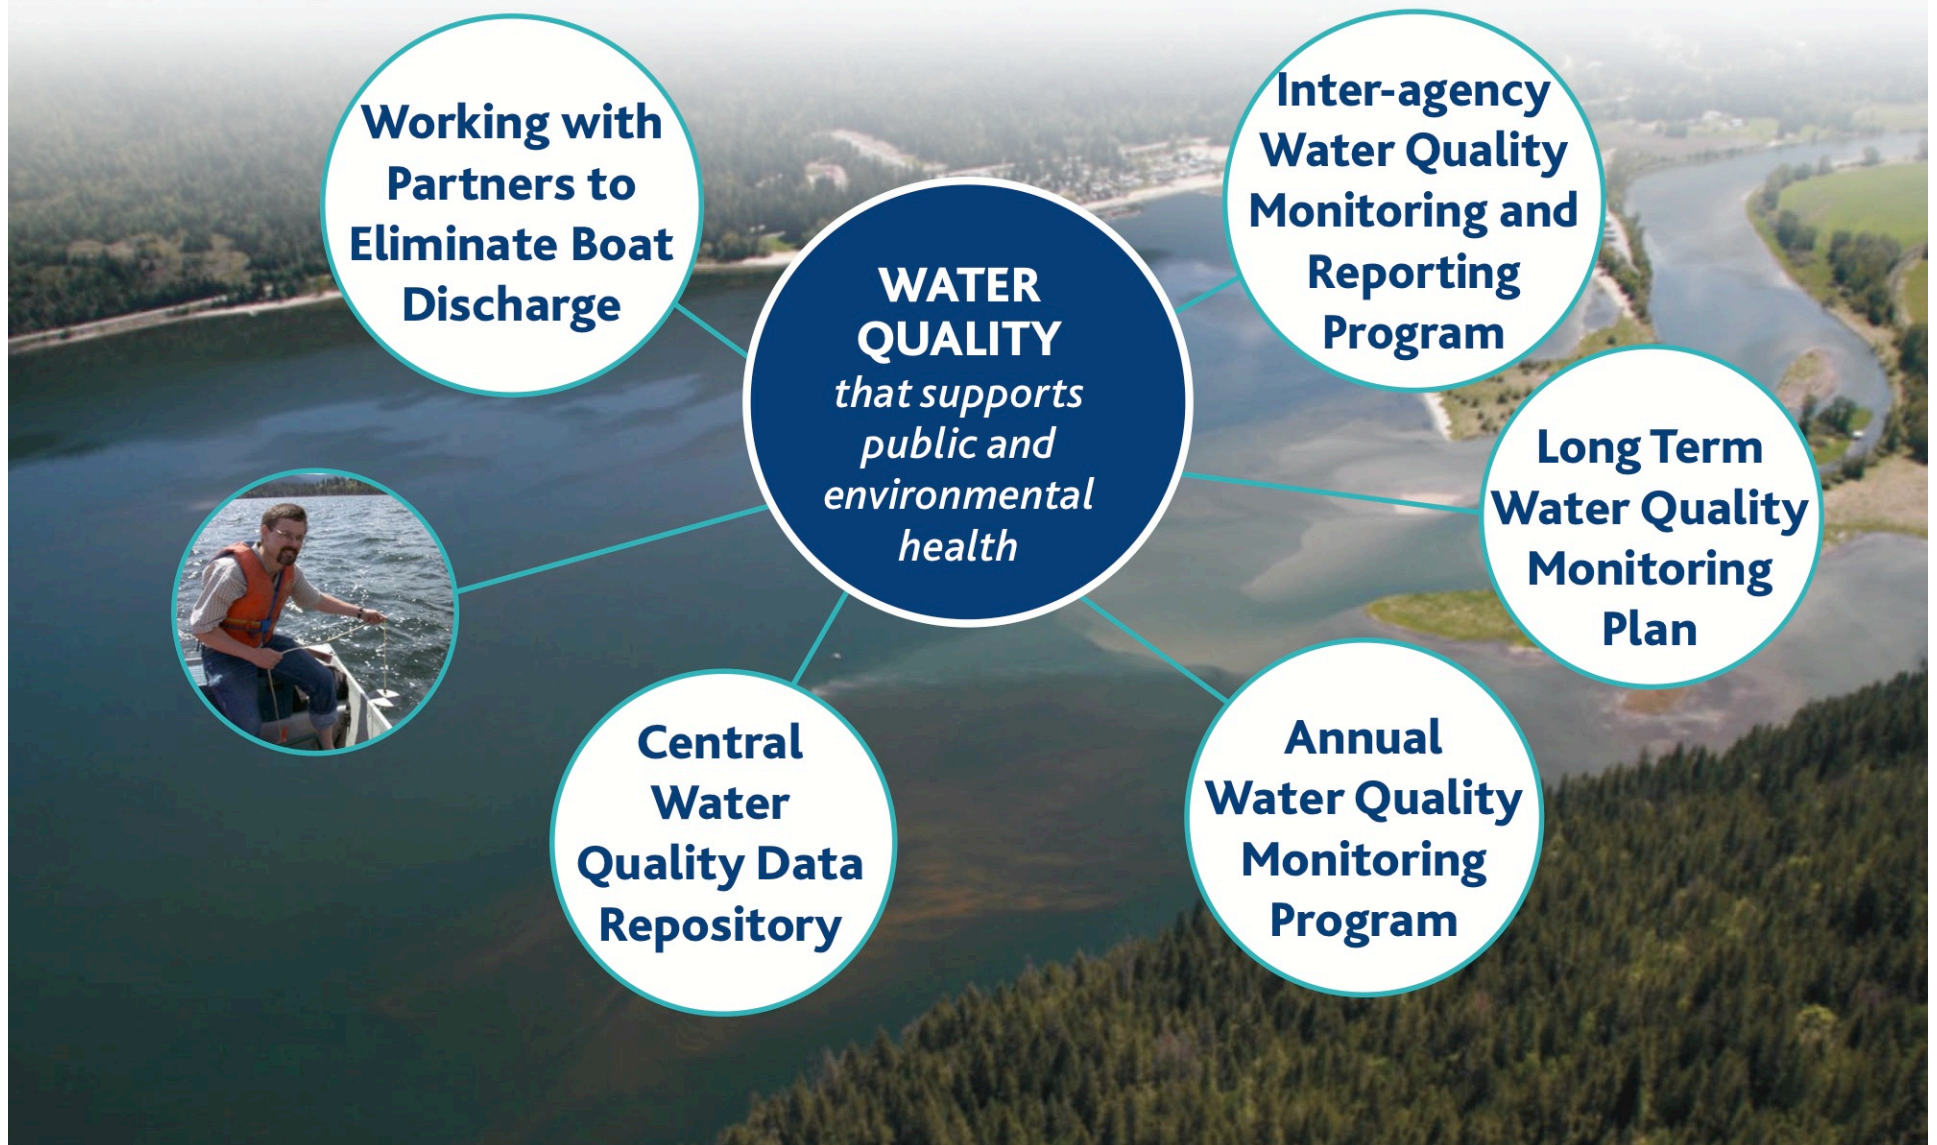 Working with
Partners to
Eliminate Boat
Discharge
Inter-agency
Water Quality
Monitoring and
Reporting
Program
WATER
QUALITY
that supports
public and
environmental
health
Long Term
Water Quality
Monitoring
Plan
Central
Water
Quality Data
Repository
Annual
Water Quality
Monitoring
Program